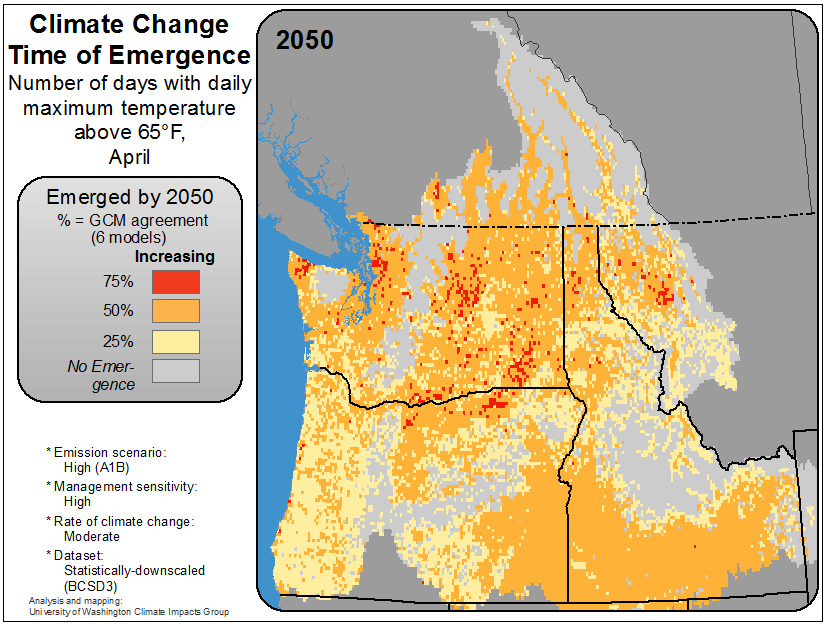 Climate Change
Time of Emergence
Number of days with daily
maximum temperature
above 65°F,
April
2050
Emerged by 2050
% = GCM agreement
(6 models)
Increasing
75%
50%
25%
No Emer-
gence
* Emission scenario:
High (A1B)
* Management sensitivity:
High
* Rate of climate change:
Moderate
* Dataset:
Statistically-downscaled
(BCSD3)
Analysis and mapping:
University of Washington Climate Impacts Group